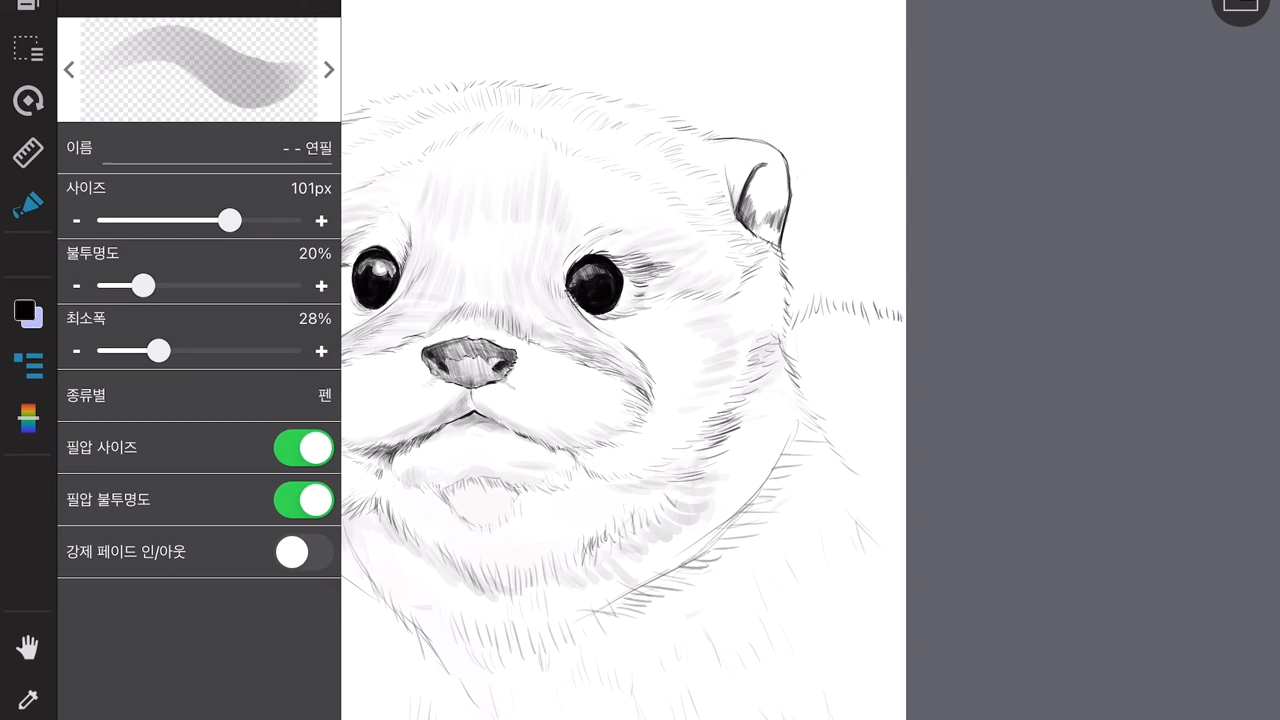 이름 - - 연필
사이즈 101px
- +
불투명도 20%
- +
최소폭 28%
- +
종류별 펜
필압 사이즈
필압 불투명도
강제 페이드 인/아웃